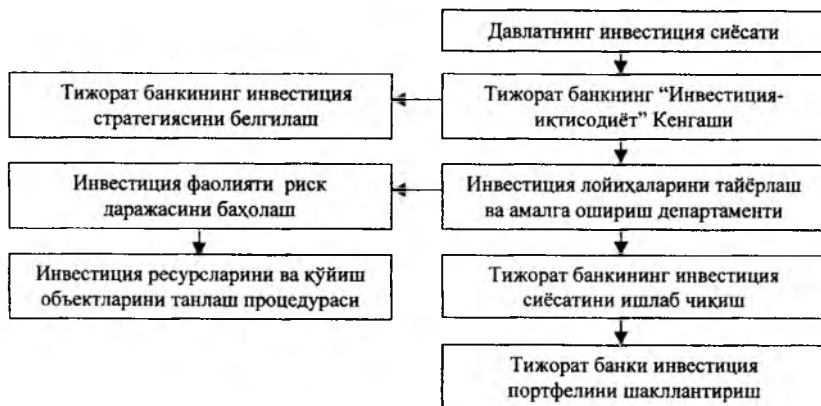 Давлатнинг инвестиция сиёсати
Тижорат банкининг инвестиция
стратегиясини белгилаш
Тижорат банкнинг “Инвестиция-
иқтисодиёт” Кенгаши
Инвестиция фаолияти риск
даражасини баҳолаш
Инвестиция лойиҳаларини тайёрлаш
ва амалга ошириш департаменти
Инвестиция ресурсларини ва қўйиш
объектларини танлаш процедураси
Тижорат банкининг инвестиция
сиёсатини ишлаб чиқиш
Тижорат банки инвестиция
портфелини шакллантириш